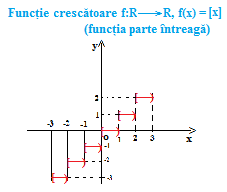 Funcție crescătoare f:R⟶R, f(x) = [x]
(funcția parte întreagă)
y
2
1
-3 -2 -1
O 1 2 3 x
-1
-2
-3